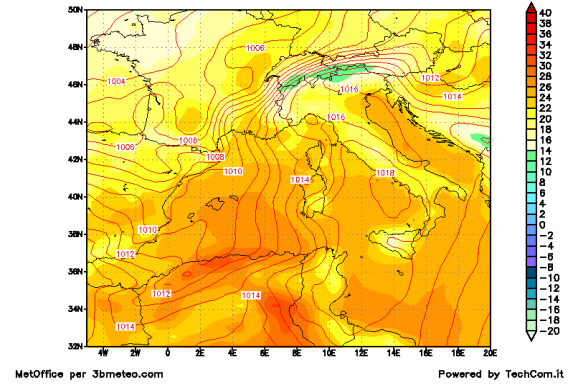 50N
48N
46N
44N
42N
40N
38N
36N
34N
32N
4W
2W
0
2E
4E
6E
8E
10E
12E
14E
16E
18E
20E
1006
1004
1012
1016
1014
1016
1006
1006
1008
1010
1014
1018
1010
1012
1012
1014
1014
40
38
36
34
32
30
28
26
24
22
20
18
16
14
12
10
8
6
4
2
0
-2
-4
-6
-8
-10
-12
-14
-16
-18
-20
MetOffice per 3bmeteo.com
Powered by TechCom.it